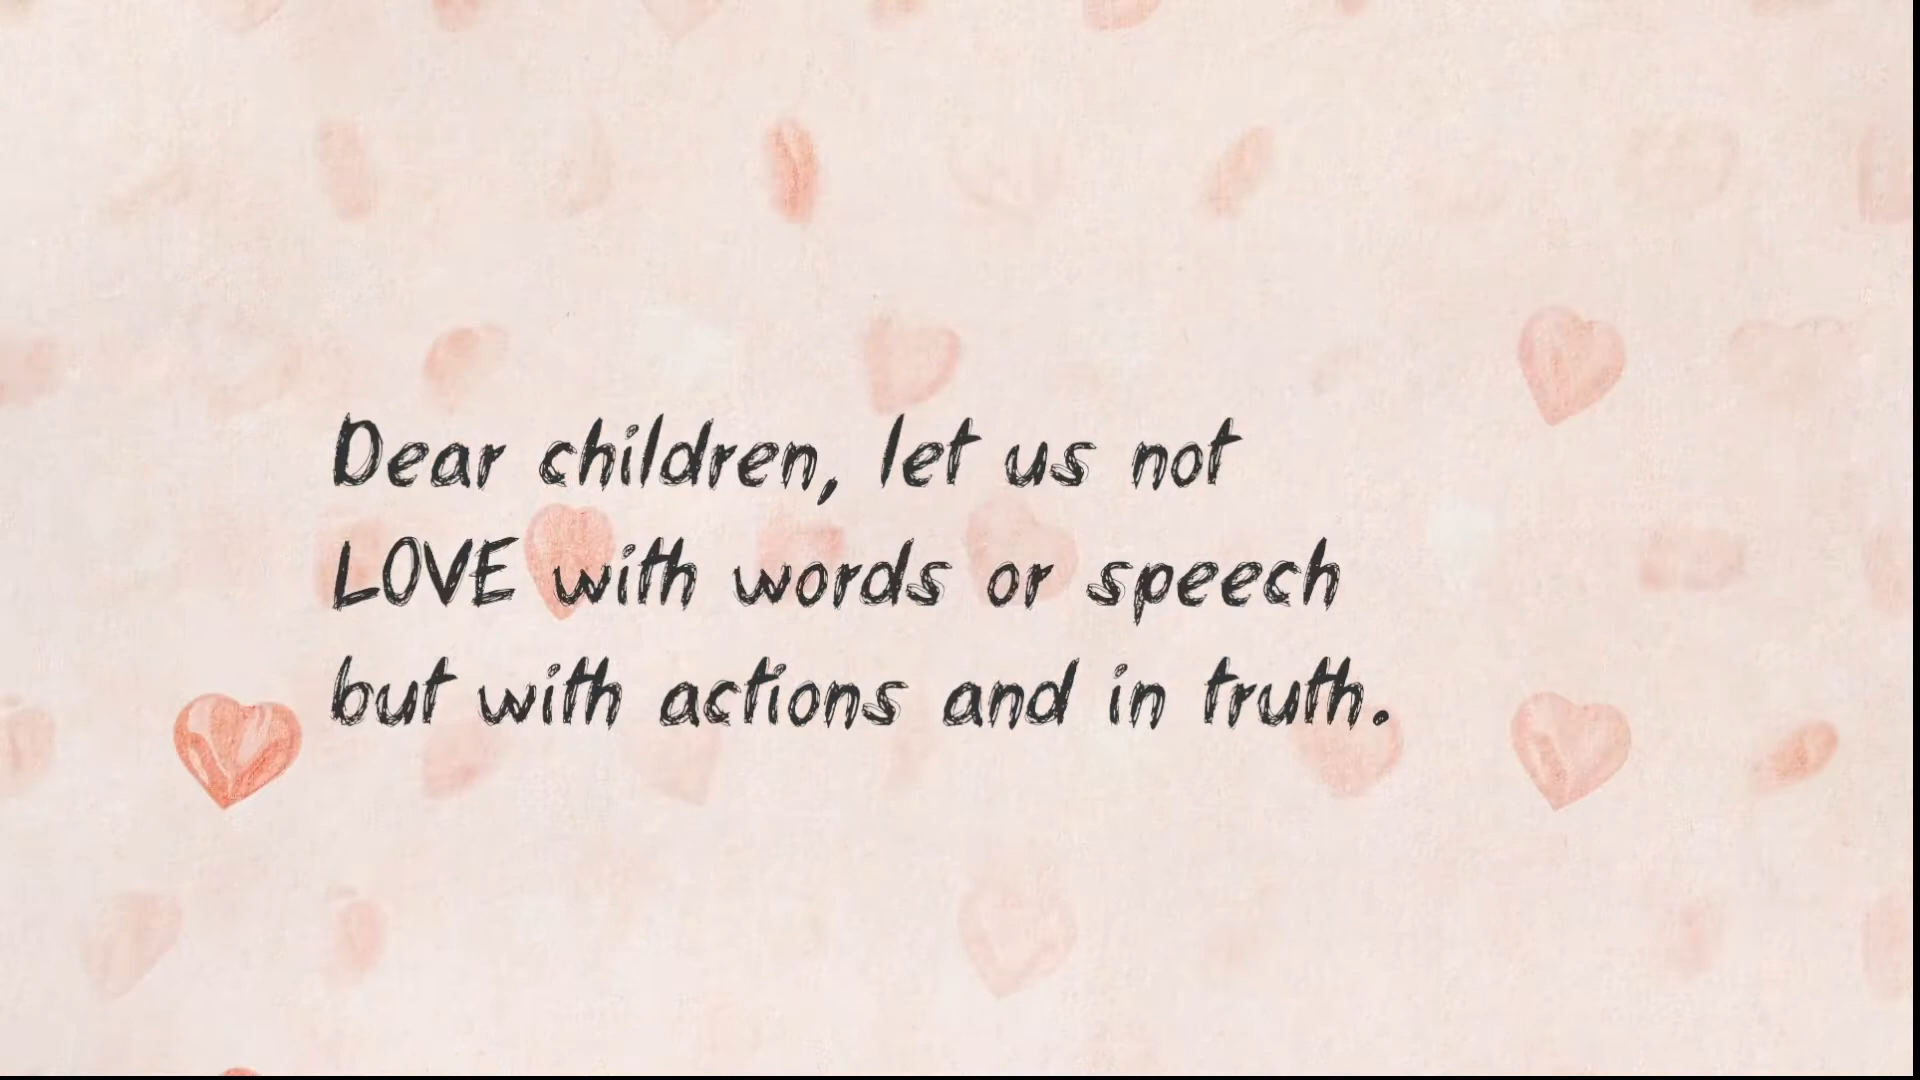 Dear children, let us not
LOVE with words or speech
but with actions and in truth.